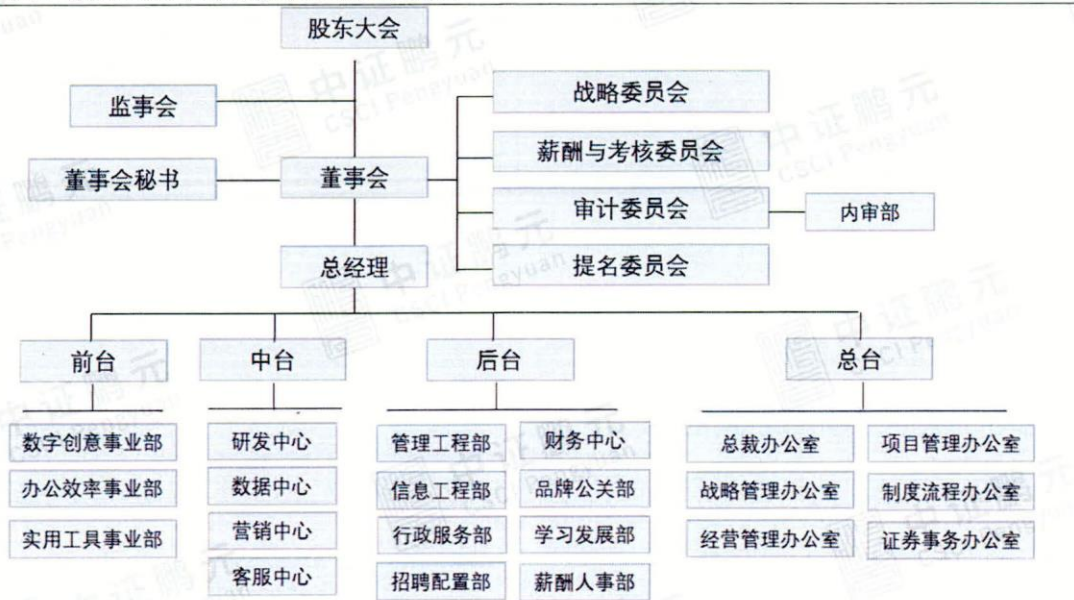 股东大会
监事会
战略委员会
薪酬与考核委员会
董事会秘书
董事会
审计委员会
内审部
总经理
提名委员会
前台
中台
后台
总台
数字创意事业部
研发中心
管理工程部
财务中心
总裁办公室
项目管理办公室
办公效率事业部
数据中心
信息工程部
品牌公关部
战略管理办公室
制度流程办公室
实用工具事业部
营销中心
行政服务部
学习发展部
经营管理办公室
证券事务办公室
客服中心
招聘配置部
薪酬人事部
中证鹏元
CSCI Pengyuan